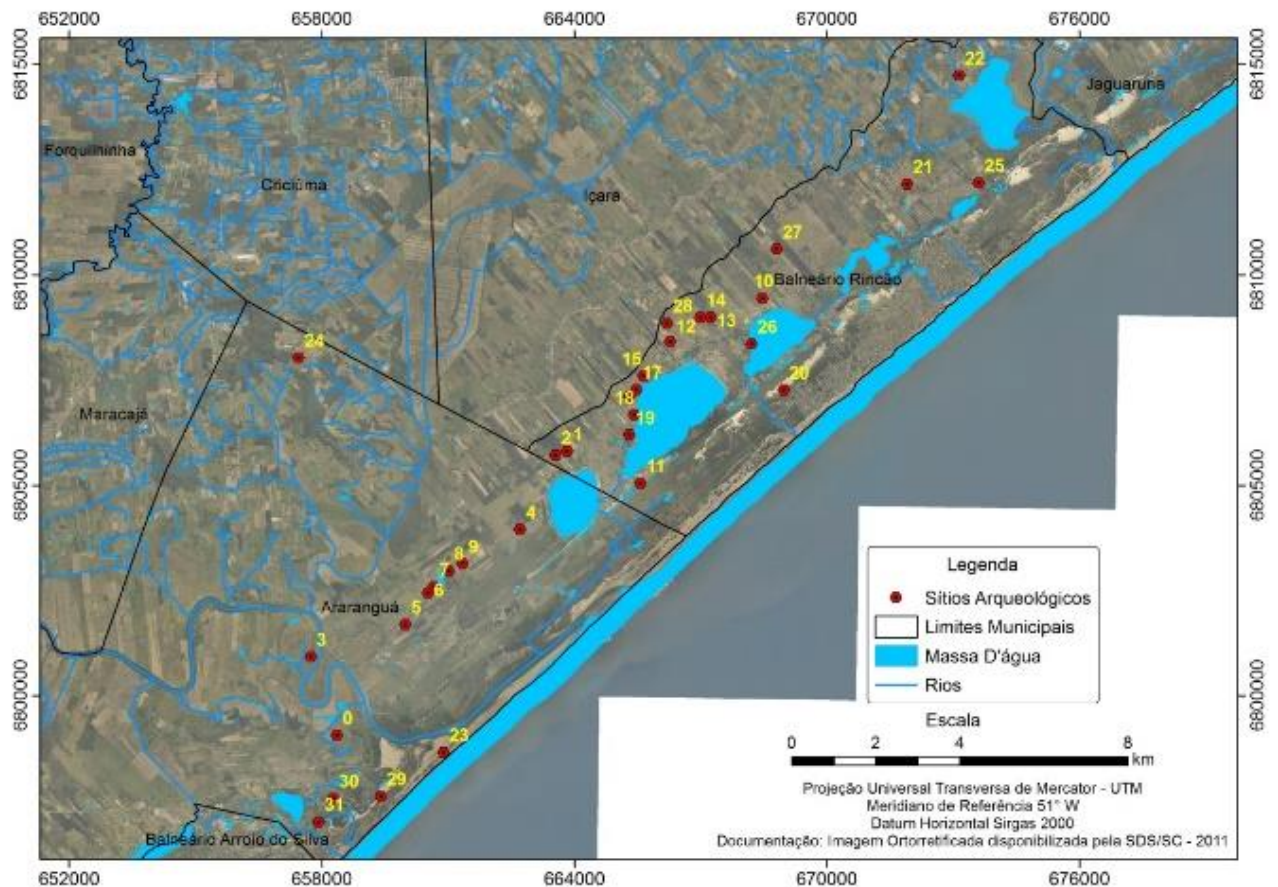 652000 658000 664000 670000 676000
6815000 6815000
22
Jaguaruna
Forquilhinha
Criciúma
Içara
21 25
27
6810000 6810000
Balneário Rincão
10
28 14
12 13 26
24
15
17
Maracajá
18
20
19
2 1
11
6805000 6805000
4
8 9
7
6
Araranguá
5
3
Legenda
Sítios Arqueológicos
Limites Municipais
Massa D'água
Rios
6800000 6800000
0
23
Escala
0 2 4 8
km
30 29
31
Balneário Arroio do Silva
Projeção Universal Transversa de Mercator - UTM
Meridiano de Referência 51° W
Datum Horizontal Sirgas 2000
Documentação: Imagem Ortorretificada disponibilizada pela SDS/SC - 2011
652000 658000 664000 670000 676000